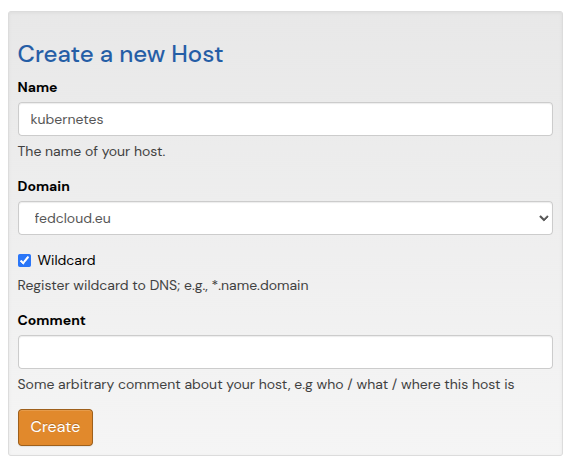 Create a new Host
Name
kubernetes
The name of your host.
Domain
fedcloud.eu
Wildcard
Register wildcard to DNS; e.g., *.name.domain
Comment
Some arbitrary comment about your host, e.g who / what / where this host is
Create